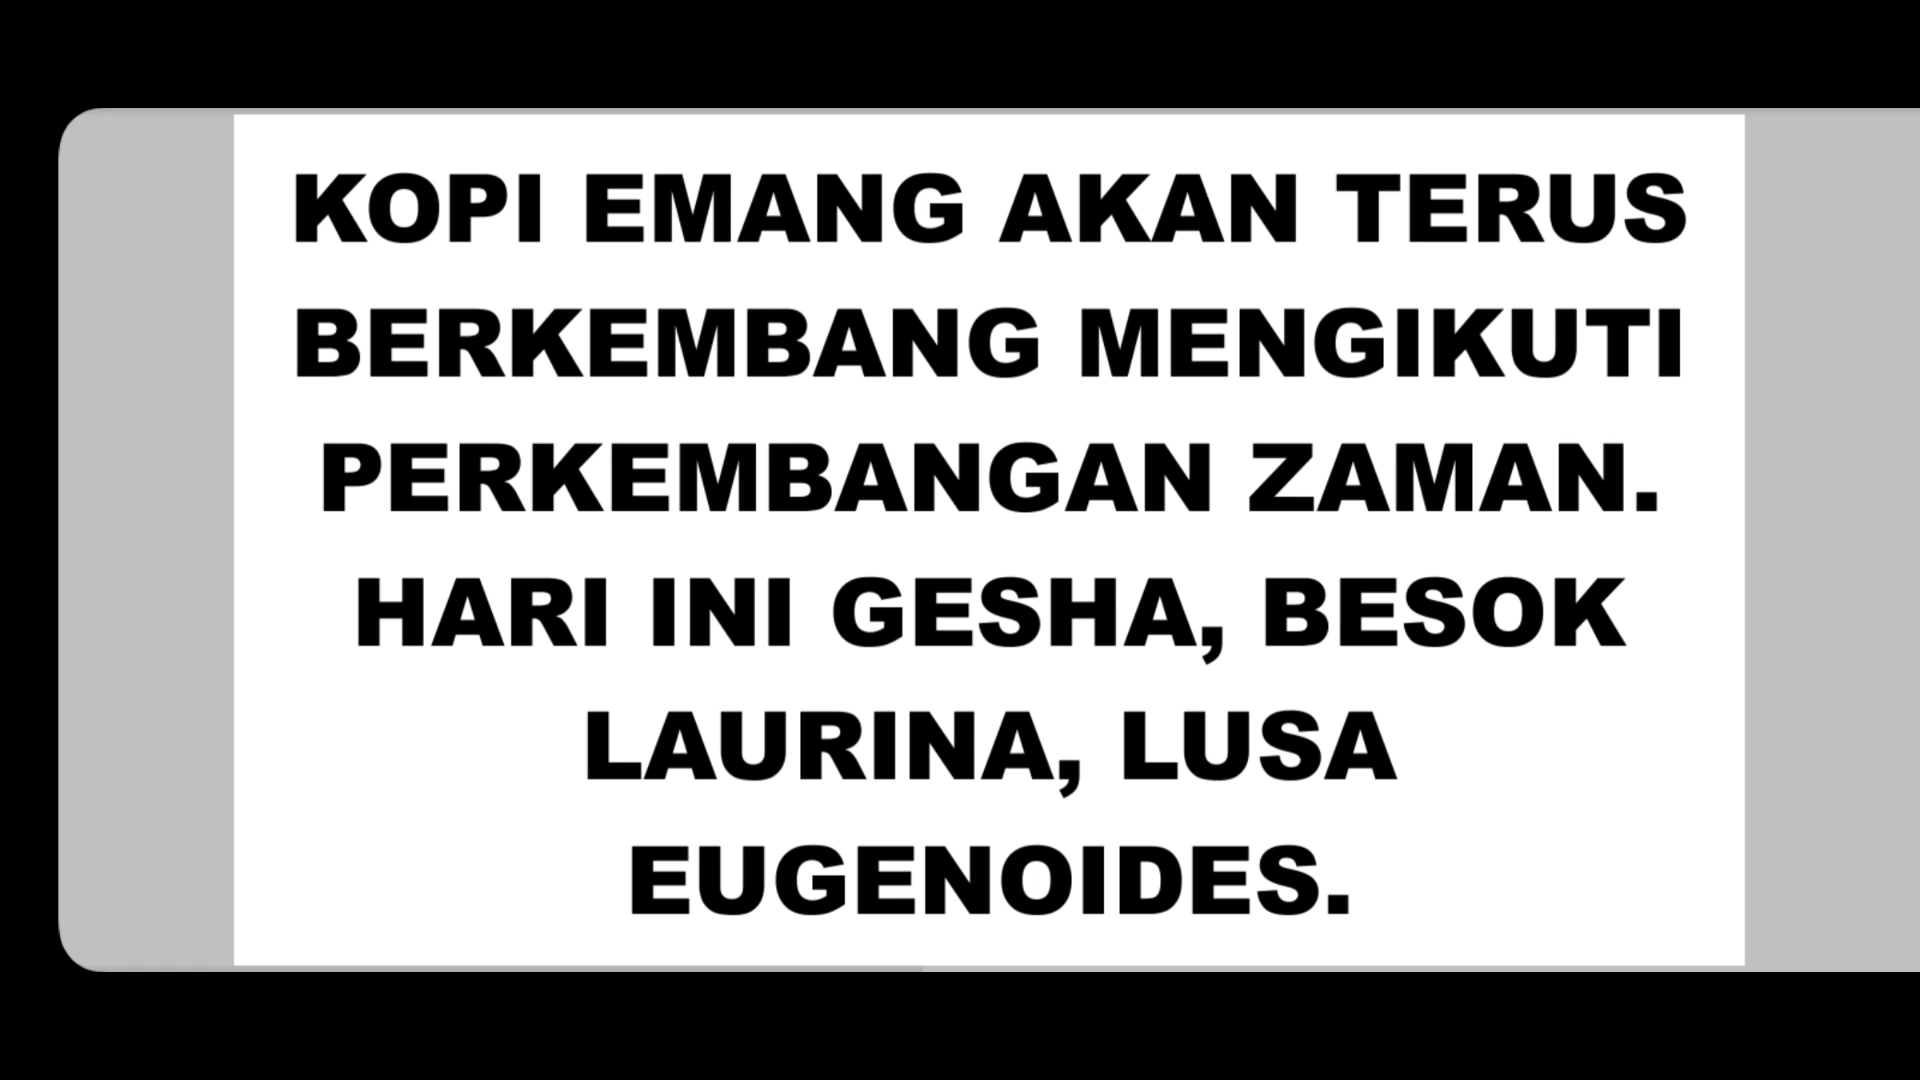 KOPI EMANG AKAN TERUS
BERKEMBANG MENGIKUTI
PERKEMBANGAN ZAMAN.
HARI INI GESHA, BESOK
LAURINA, LUSA
EUGENOIDES.